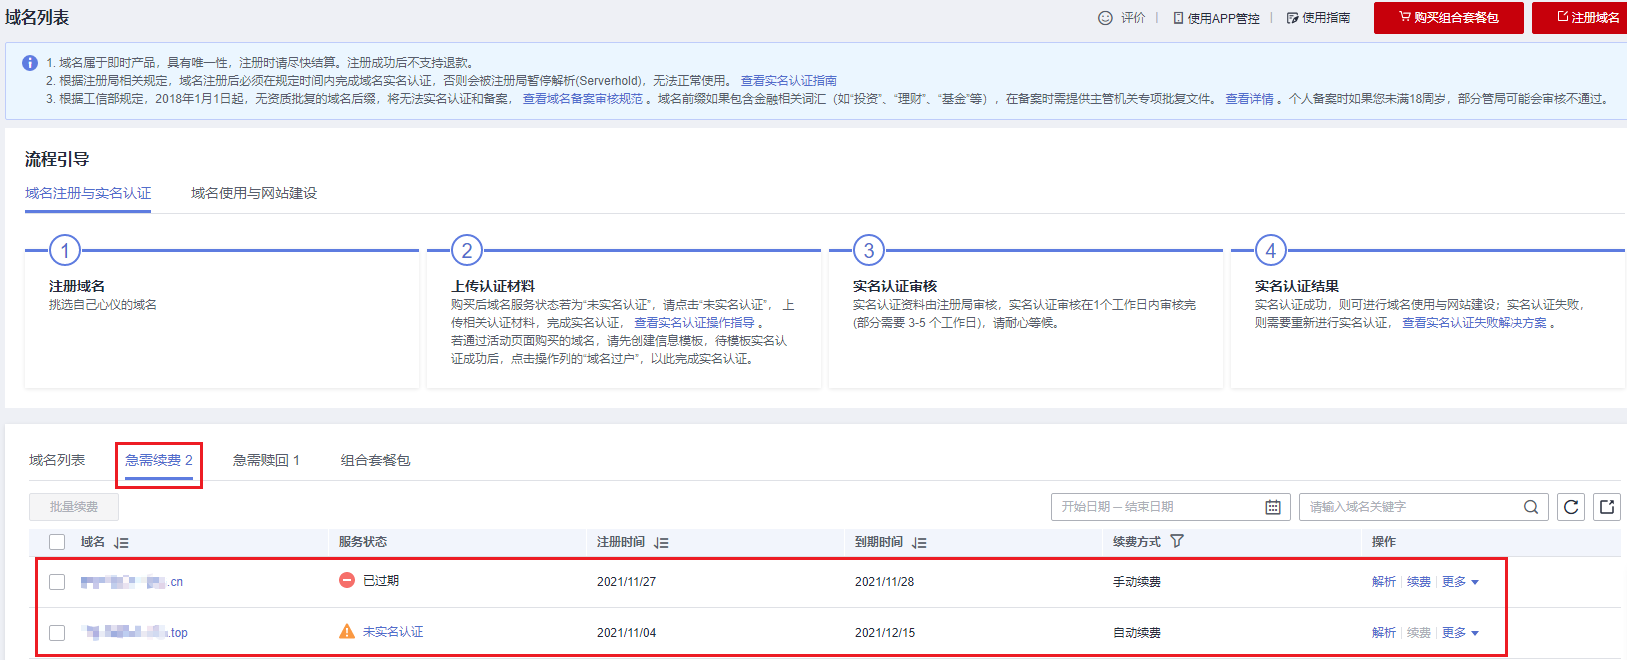 域名列表
评价 | 使用APP管控 | 使用指南 购买组合套餐包 注册域名
1. 域名属于即时产品，具有唯一性，注册时请尽快结算。注册成功后不支持退款。
2. 根据注册局相关规定，域名注册后必须在规定时间内完成域名实名认证，否则会被注册局暂停解析(Serverhold)，无法正常使用。 查看实名认证指南
3. 根据工信部规定，2018年1月1日起，无资质批复的域名后缀，将无法实名认证和备案， 查看域名备案审核规范 。域名前缀如果包含金融相关词汇（如“投资”、“理财”、“基金”等），在备案时需提供主管机关专项批复文件。 查看详情 。个人备案时如果您未满18周岁，部分管局可能会审核不通过。
流程引导
域名注册与实名认证 域名使用与网站建设
1
注册域名
挑选自己心仪的域名
2
上传认证材料
购买后域名服务状态若为“未实名认证”，请点击“未实名认证”， 上
传相关认证材料，完成实名认证， 查看实名认证操作指导 。
若通过活动页面购买的域名，请先创建信息模板，待模板实名认
证成功后，点击操作列的“域名过户”，以此完成实名认证。
3
实名认证审核
实名认证资料由注册局审核，实名认证审核在1个工作日内审核完
(部分需要 3-5 个工作日)，请耐心等候。
4
实名认证结果
实名认证成功，则可进行域名使用与网站建设；实名认证失败，
则需要重新进行实名认证， 查看实名认证失败解决方案 。
域名列表 急需续费 2 急需赎回 1 组合套餐包
批量续费 开始日期 – 结束日期 请输入域名关键字
域名 服务状态 注册时间 到期时间 续费方式 操作
.cn 已过期 2021/11/27 2021/11/28 手动续费 解析 | 续费 | 更多
.top 未实名认证 2021/11/04 2021/12/15 自动续费 解析 | 续费 | 更多